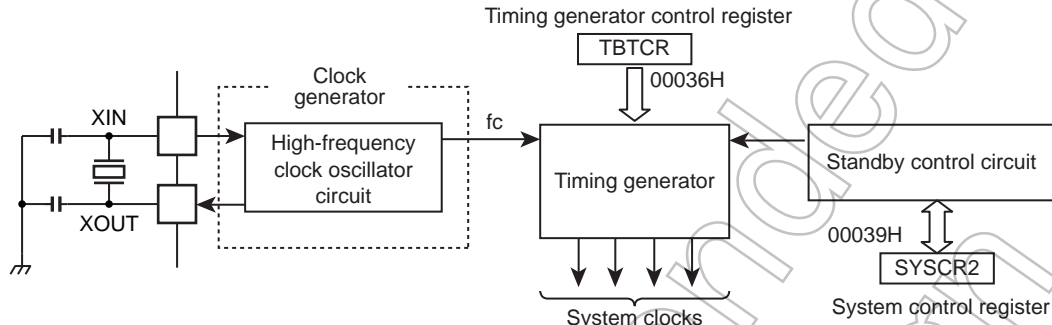 Timing generator control register
TBTCR
00036H
Clock
generator
XIN
XOUT
High-frequency
clock oscillator
circuit
fc
Timing generator
Standby control circuit
00039H
SYSCR2
System control register
System clocks